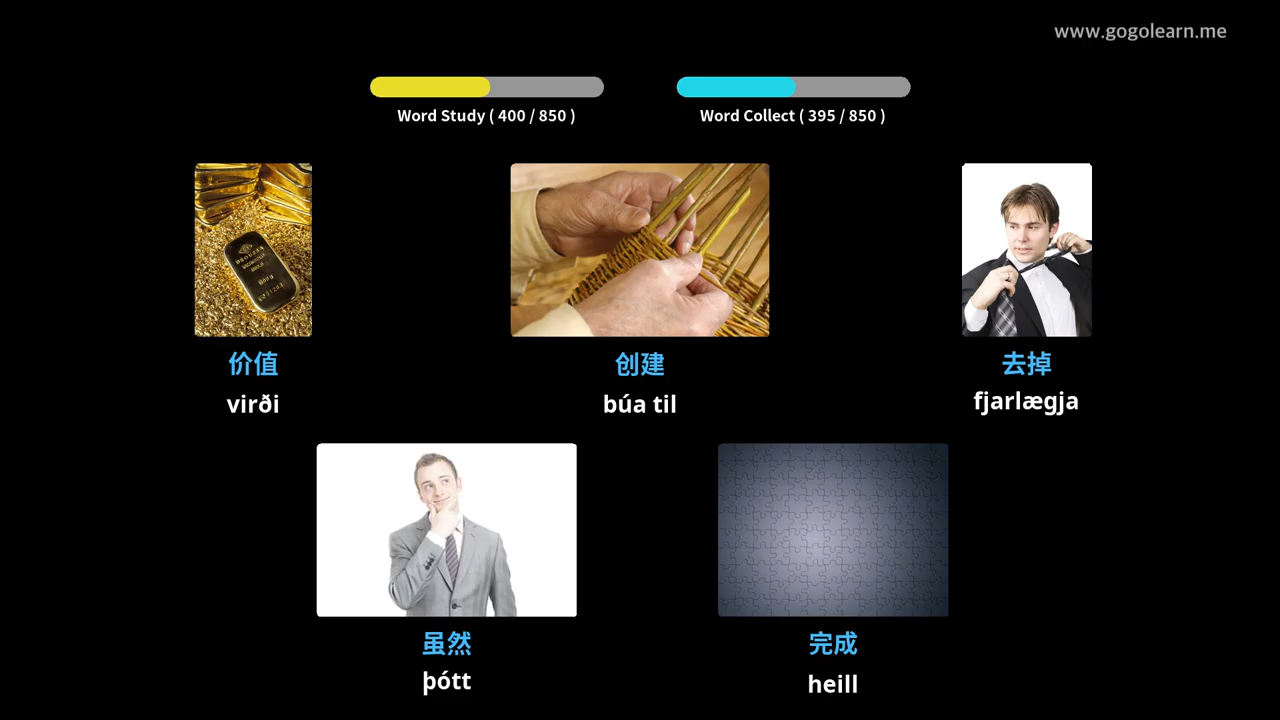 www.gogolearn.me
Word Study ( 400 / 850 )
Word Collect ( 395 / 850 )
价值
创建
去掉
virði
búa til
fjarlægja
虽然
完成
þótt
heill